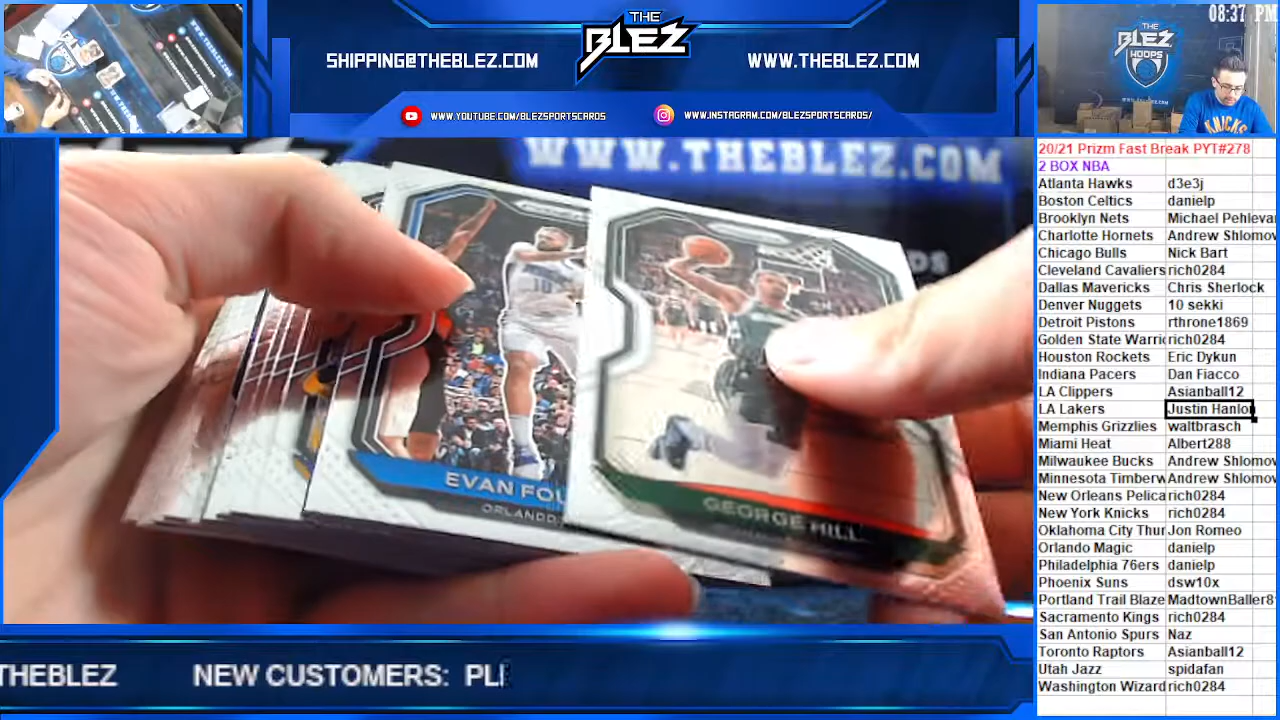 08:37 PM
THE
BLEZ
SHIPPING@THEBLEZ.COM
WWW.THEBLEZ.COM
WWW.YOUTUBE.COM/BLEZSPORTSCARDS
WWW.INSTAGRAM.COM/BLEZSPORTSCARDS/
THE
BLEZ
HOOPS
KNICKS
WWW.THEBLEZ.COM
EVAN FOU
ORLANDO
GEORGE HILL
20/21 Prizm Fast Break PYT#278
2 BOX NBA
Atlanta Hawks d3e3j
Boston Celtics danielp
Brooklyn Nets Michael Pehleva
Charlotte Hornets Andrew Shlomov
Chicago Bulls Nick Bart
Cleveland Cavaliers rich0284
Dallas Mavericks Chris Sherlock
Denver Nuggets 10 sekki
Detroit Pistons rthrone1869
Golden State Warrio rich0284
Houston Rockets Eric Dykun
Indiana Pacers Dan Fiacco
LA Clippers Asianball12
LA Lakers Justin Hanlon
Memphis Grizzlies waltbrasch
Miami Heat Albert288
Milwaukee Bucks Andrew Shlomov
Minnesota Timberw Andrew Shlomov
New Orleans Pelica rich0284
New York Knicks rich0284
Oklahoma City Thun Jon Romeo
Orlando Magic danielp
Philadelphia 76ers danielp
Phoenix Suns dsw10x
Portland Trail Blaze MadtownBaller8
Sacramento Kings rich0284
San Antonio Spurs Naz
Toronto Raptors Asianball12
Utah Jazz spidafan
Washington Wizard rich0284
THEBLEZ NEW CUSTOMERS: PL